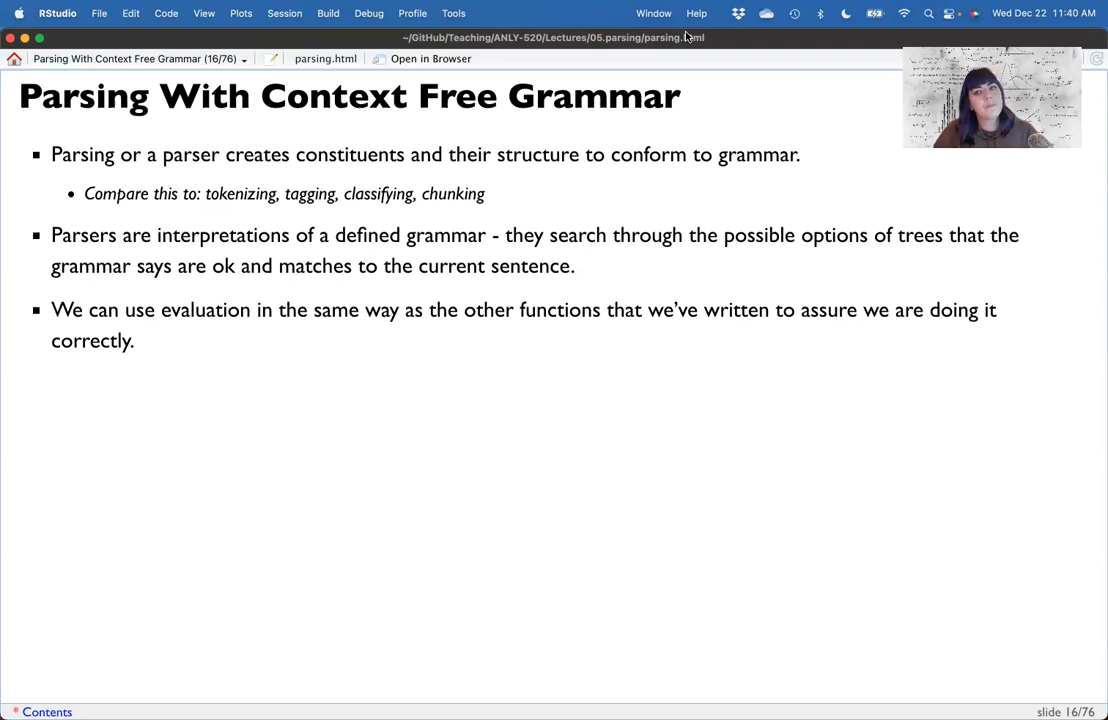 RStudio File Edit Code View Plots Session Build Debug Profile Tools Window Help Wed Dec 22 11:40 AM
~/GitHub/Teaching/ANLY-520/Lectures/05.parsing/parsing.html
Parsing With Context Free Grammar (16/76) parsing.html Open in Browser
Parsing With Context Free Grammar
Parsing or a parser creates constituents and their structure to conform to grammar.
Compare this to: tokenizing, tagging, classifying, chunking
Parsers are interpretations of a defined grammar - they search through the possible options of trees that the
grammar says are ok and matches to the current sentence.
We can use evaluation in the same way as the other functions that we’ve written to assure we are doing it
correctly.
* Contents
slide 16/76